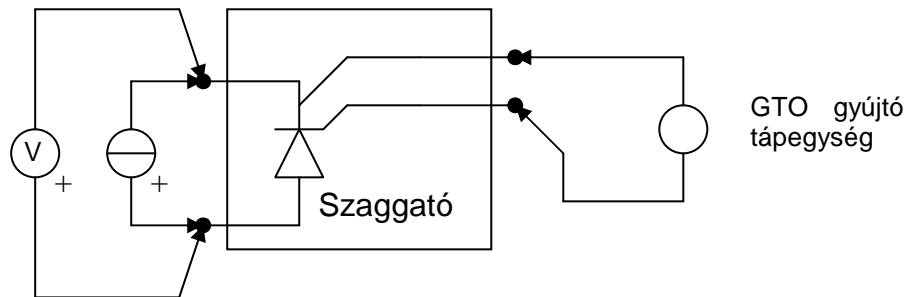 V
+
+
Szaggató
GTO gyújtó
tápegység